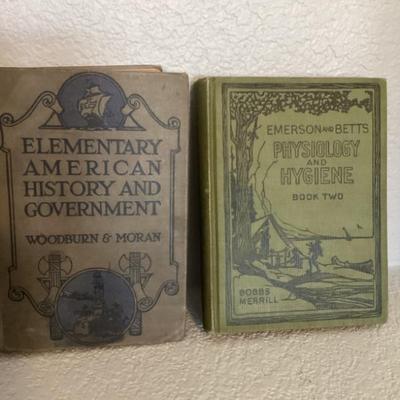 ELEMENTARY
AMERICAN
HISTORY AND
GOVERNMENT
WOODBURN & MORAN
EMERSON AND BETTS
PHYSIOLOGY
AND
HYGIENE
BOOK TWO
BOBBS
MERRILL